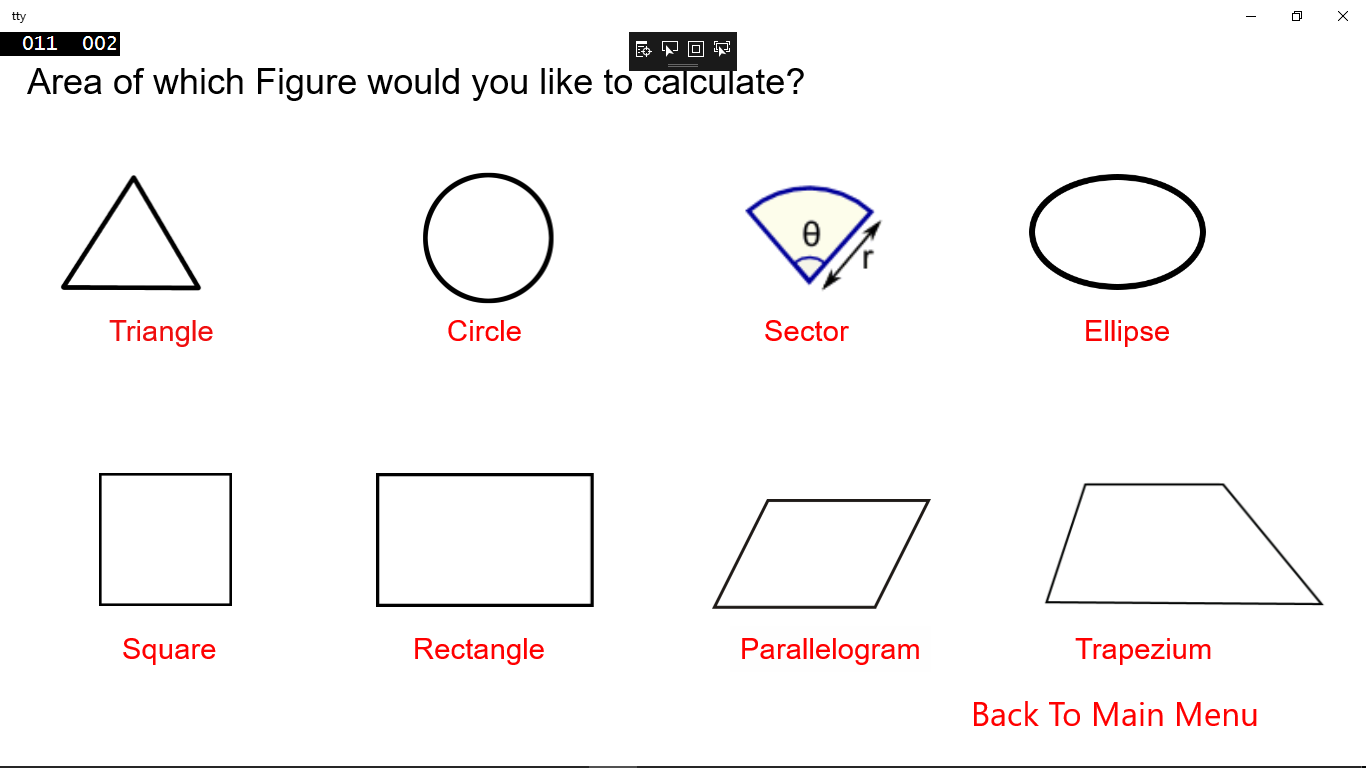 tty
011 002
Area of which Figure would you like to calculate?
θ
r
Triangle Circle Sector Ellipse
Square Rectangle Parallelogram Trapezium
Back To Main Menu